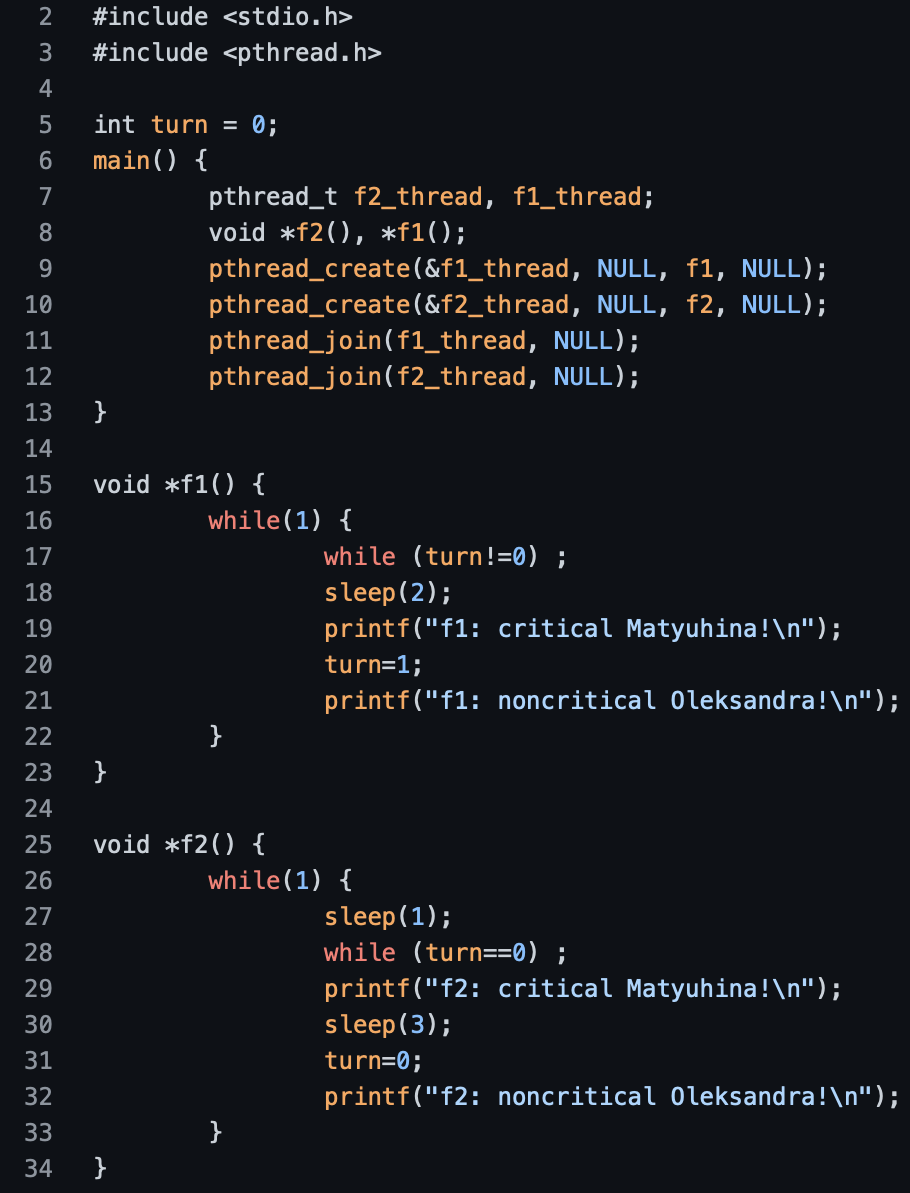 2 #include <stdio.h>
3 #include <pthread.h>
4
5 int turn = 0;
6 main() {
7         pthread_t f2_thread, f1_thread;
8         void *f2(), *f1();
9         pthread_create(&f1_thread, NULL, f1, NULL);
10         pthread_create(&f2_thread, NULL, f2, NULL);
11         pthread_join(f1_thread, NULL);
12         pthread_join(f2_thread, NULL);
13 }
14
15 void *f1() {
16         while(1) {
17                 while (turn!=0) ;
18                 sleep(2);
19                 printf("f1: critical Matyuhina!\n");
20                 turn=1;
21                 printf("f1: noncritical Oleksandra!\n");
22         }
23 }
24
25 void *f2() {
26         while(1) {
27                 sleep(1);
28                 while (turn==0) ;
29                 printf("f2: critical Matyuhina!\n");
30                 sleep(3);
31                 turn=0;
32                 printf("f2: noncritical Oleksandra!\n");
33         }
34 }